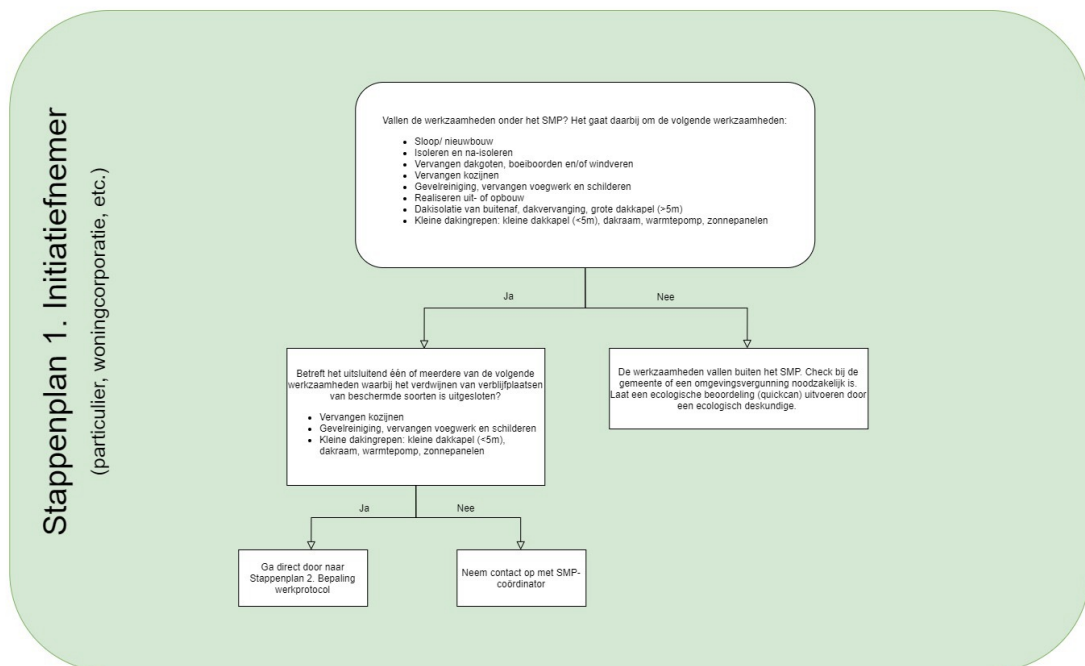 Stappenplan 1. Initiatiefnemer
(particulier, woningcorporatie, etc.)
Vallen de werkzaamheden onder het SMP? Het gaat daarbij om de volgende werkzaamheden:
• Sloop/ nieuwbouw
• Isoleren en na-isoleren
• Vervangen dakgoten, boeiboorden en/of windveren
• Vervangen kozijnen
• Gevelreiniging, vervangen voegwerk en schilderen
• Realiseren uit- of opbouw
• Dakisolatie van buitenaf, dakvervanging, grote dakkapel (>5m)
• Kleine dakingrepen: kleine dakkapel (<5m), dakraam, warmtepomp, zonnepanelen
Ja
Nee
Betreft het uitsluitend één of meerdere van de volgende
werkzaamheden waarbij het verdwijnen van verblijfplaatsen
van beschermde soorten is uitgesloten?
• Vervangen kozijnen
• Gevelreiniging, vervangen voegwerk en schilderen
• Kleine dakingrepen: kleine dakkapel (<5m),
dakraam, warmtepomp, zonnepanelen
De werkzaamheden vallen buiten het SMP. Check bij de
gemeente of een omgevingsvergunning noodzakelijk is.
Laat een ecologische beoordeling (quickcan) uitvoeren door
een ecologisch deskundige.
Ja
Nee
Ga direct door naar
Stappenplan 2. Bepaling
werkprotocol
Neem contact op met SMP-
coördinator